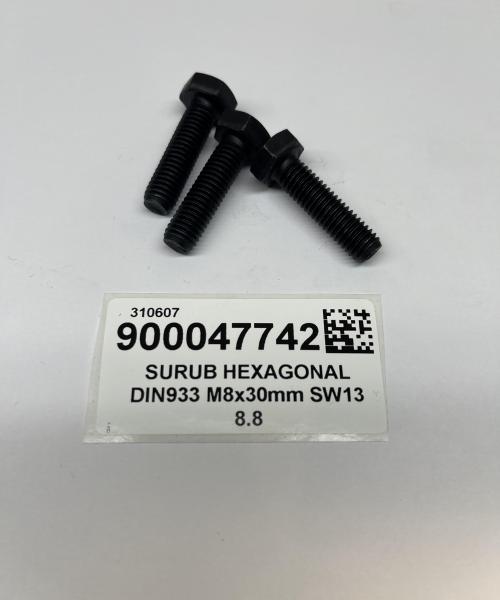 310607
900047742
SURUB HEXAGONAL
DIN933 M8x30mm SW13
8.8